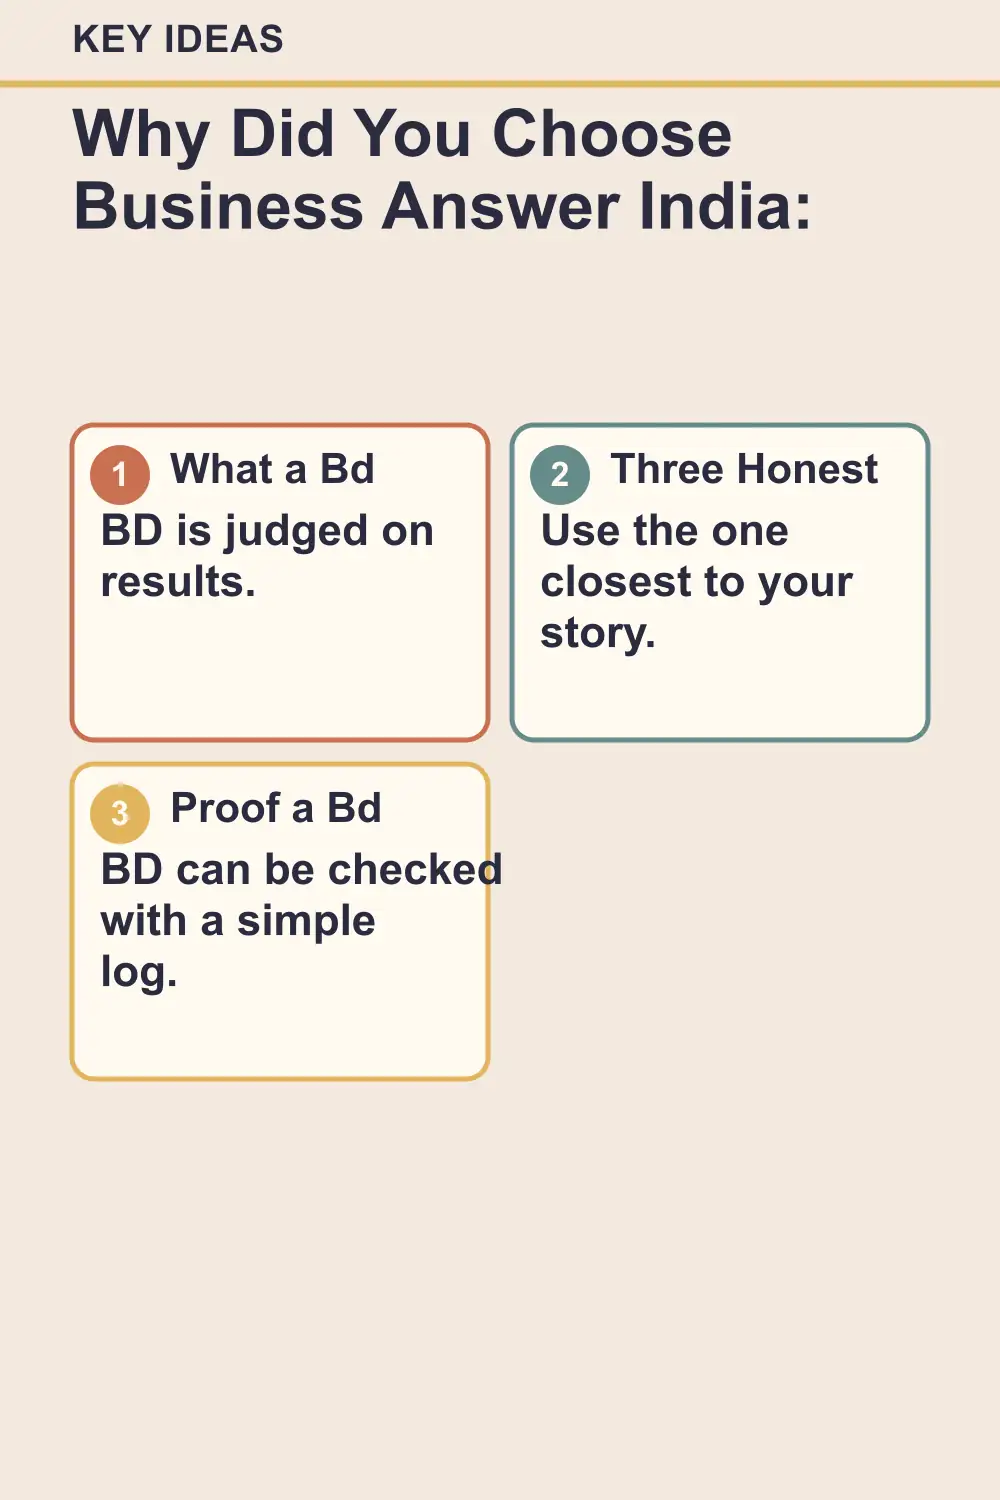 KEY IDEAS
Why Did You Choose
Business Answer India:
1 What a Bd
BD is judged on
results.
2 Three Honest
Use the one
closest to your
story.
3 Proof a Bd
BD can be checked
with a simple
log.